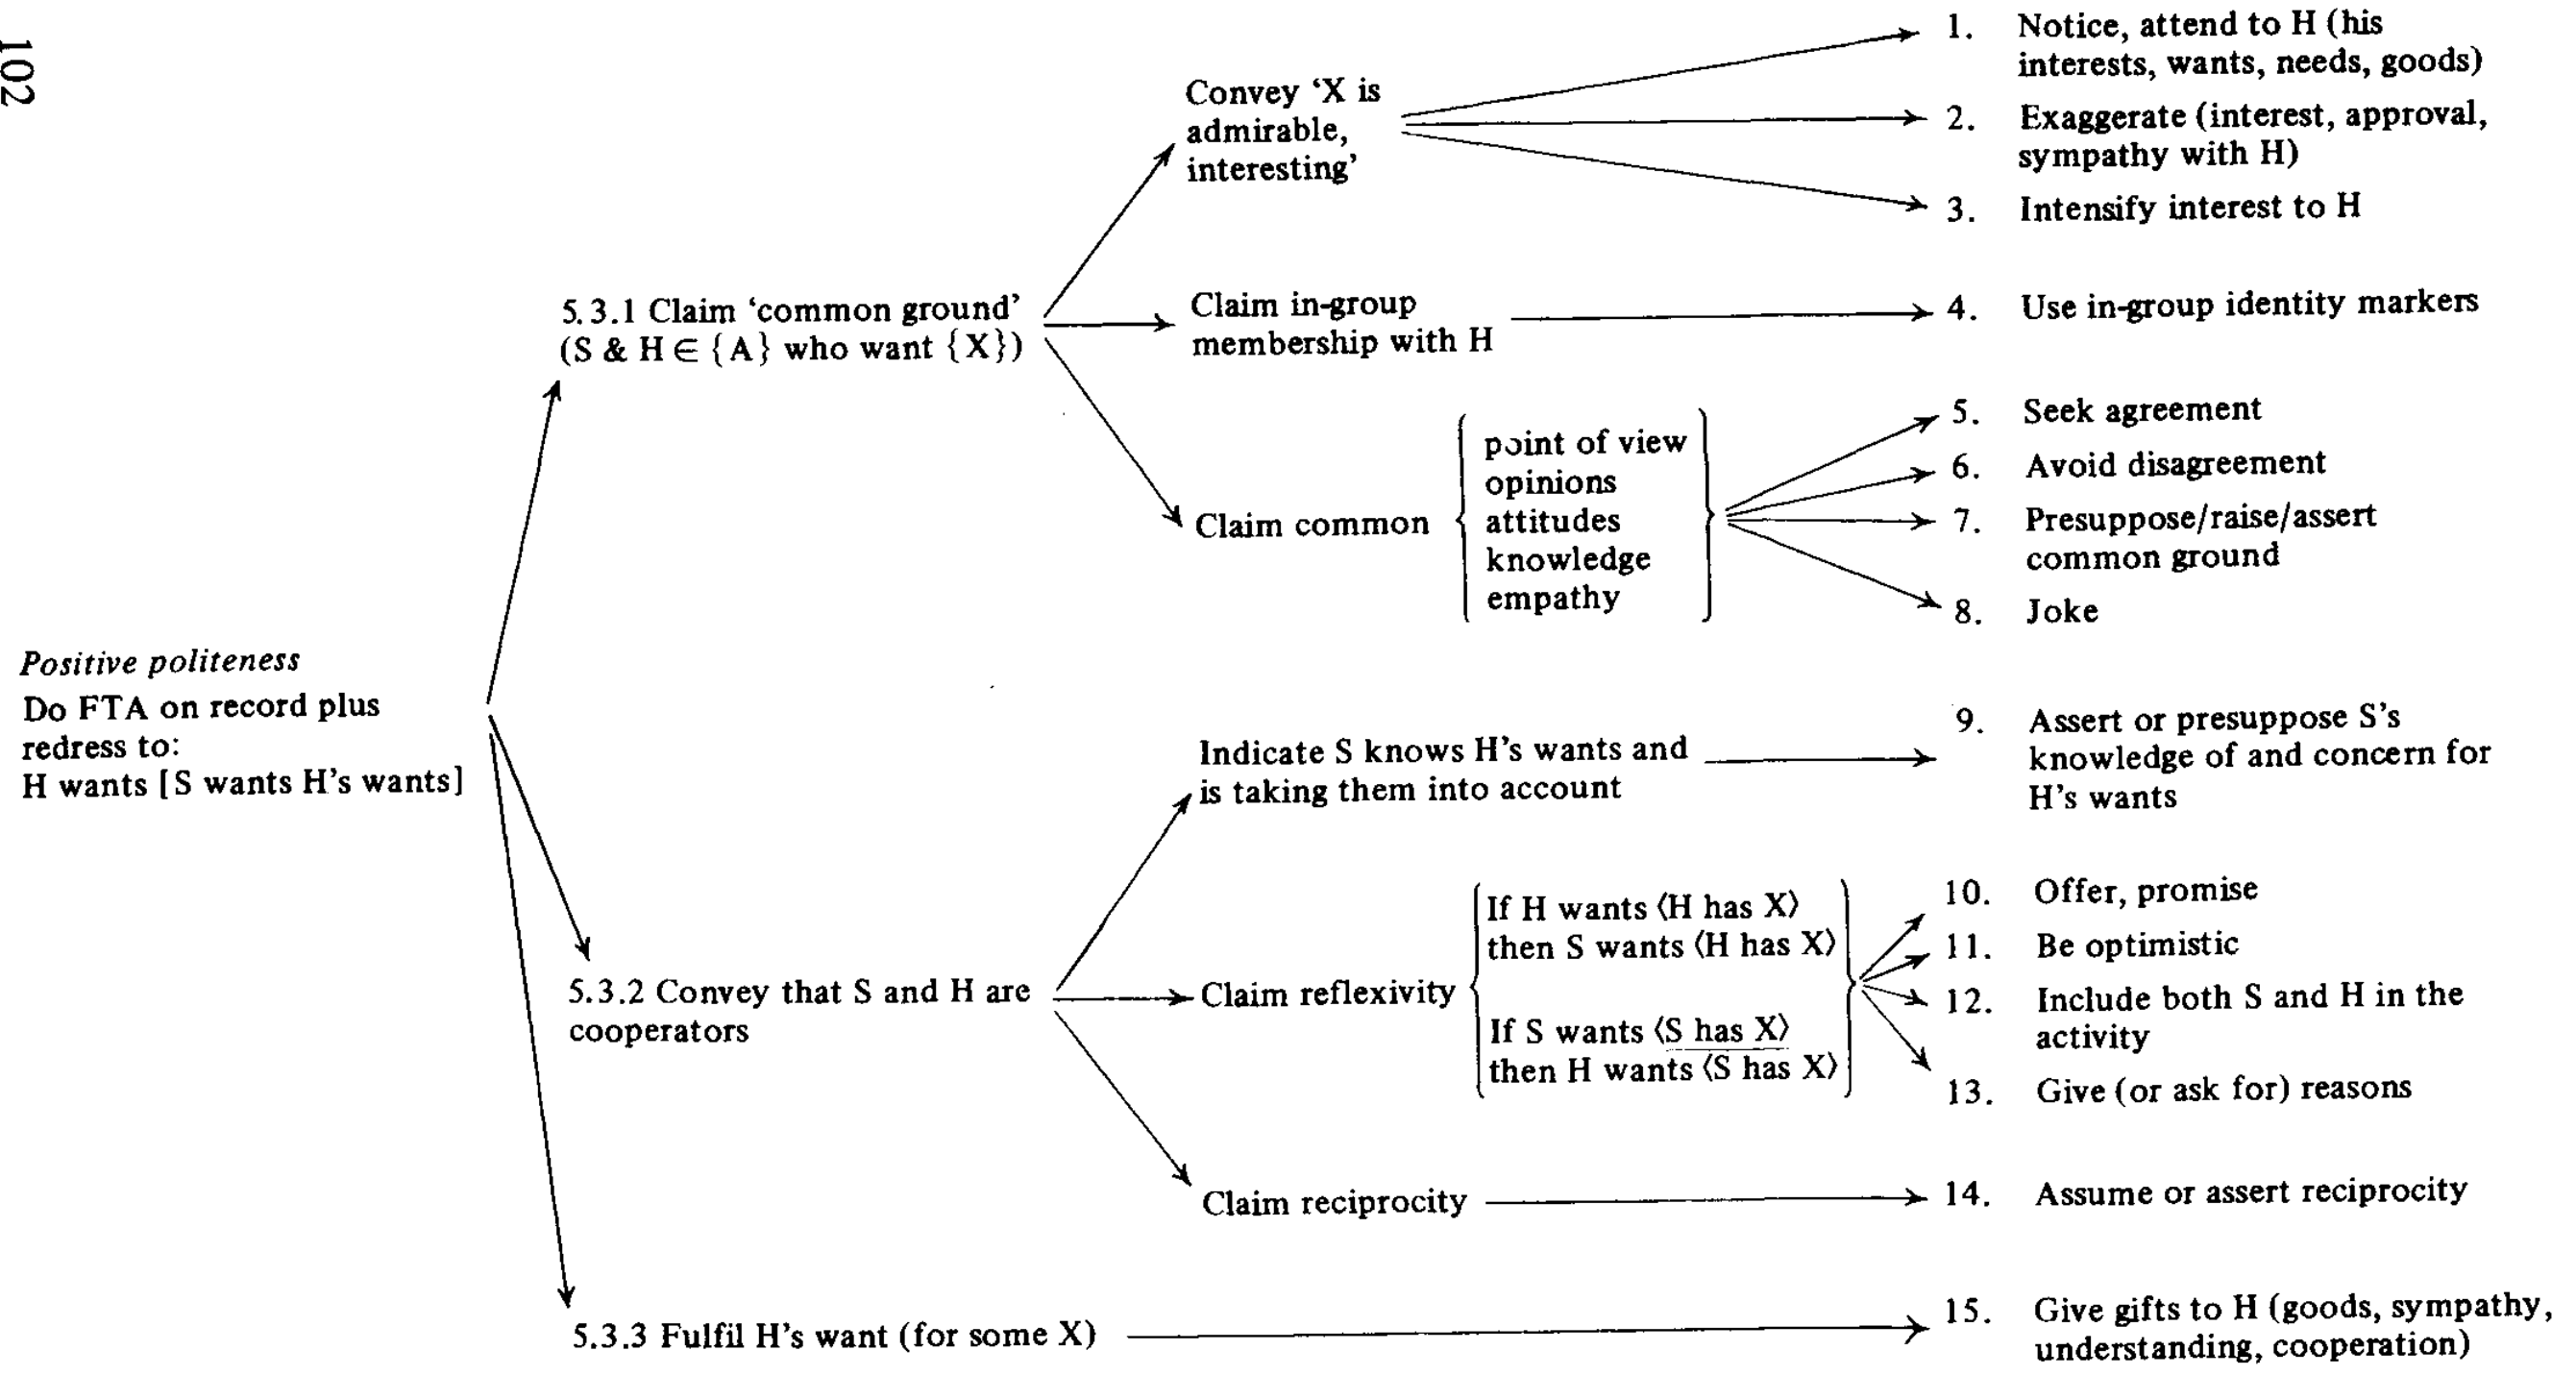 102
Positive politeness
Do FTA on record plus
redress to:
H wants [S wants H's wants]
5.3.1 Claim ‘common ground’
(S & H ∈ {A} who want {X})
Convey ‘X is
admirable,
interesting’
1. Notice, attend to H (his
interests, wants, needs, goods)
2. Exaggerate (interest, approval,
sympathy with H)
3. Intensify interest to H
Claim in-group
membership with H
4. Use in-group identity markers
Claim common
point of view
opinions
attitudes
knowledge
empathy
5. Seek agreement
6. Avoid disagreement
7. Presuppose/raise/assert
common ground
8. Joke
5.3.2 Convey that S and H are
cooperators
Indicate S knows H's wants and
is taking them into account
9. Assert or presuppose S's
knowledge of and concern for
H's wants
Claim reflexivity
If H wants ⟨H has X⟩
then S wants ⟨H has X⟩
If S wants ⟨S has X⟩
then H wants ⟨S has X⟩
10. Offer, promise
11. Be optimistic
12. Include both S and H in the
activity
13. Give (or ask for) reasons
Claim reciprocity
14. Assume or assert reciprocity
5.3.3 Fulfil H's want (for some X)
15. Give gifts to H (goods, sympathy,
understanding, cooperation)